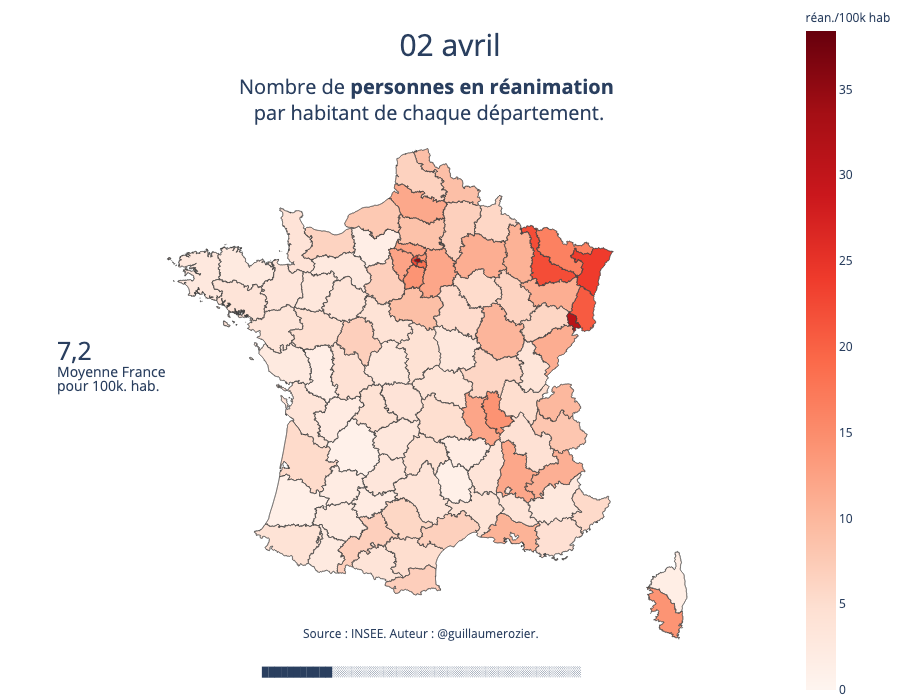 réan./100k hab
02 avril
Nombre de personnes en réanimation
par habitant de chaque département.
35
30
25
20
15
10
5
0
7,2
Moyenne France
pour 100k. hab.
Source : INSEE. Auteur : @guillaumerozier.